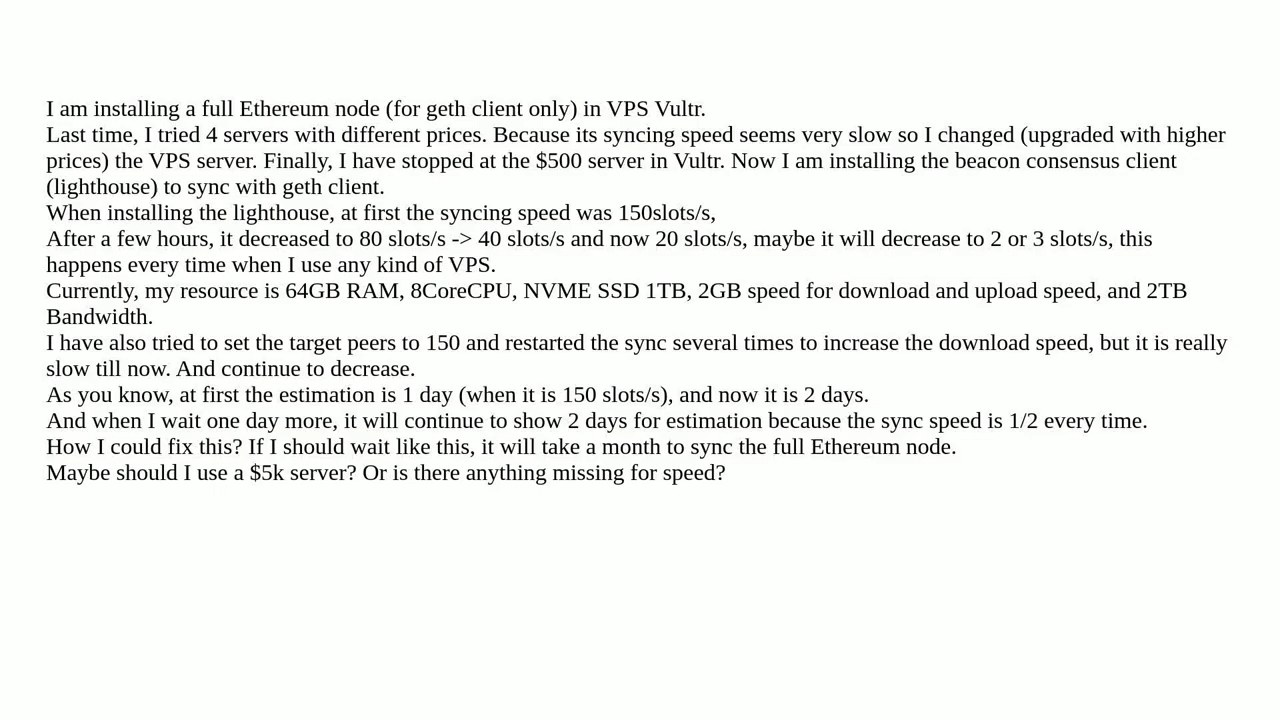 I am installing a full Ethereum node (for geth client only) in VPS Vultr.
Last time, I tried 4 servers with different prices. Because its syncing speed seems very slow so I changed (upgraded with higher
prices) the VPS server. Finally, I have stopped at the $500 server in Vultr. Now I am installing the beacon consensus client
(lighthouse) to sync with geth client.
When installing the lighthouse, at first the syncing speed was 150slots/s,
After a few hours, it decreased to 80 slots/s -> 40 slots/s and now 20 slots/s, maybe it will decrease to 2 or 3 slots/s, this
happens every time when I use any kind of VPS.
Currently, my resource is 64GB RAM, 8CoreCPU, NVME SSD 1TB, 2GB speed for download and upload speed, and 2TB
Bandwidth.
I have also tried to set the target peers to 150 and restarted the sync several times to increase the download speed, but it is really
slow till now. And continue to decrease.
As you know, at first the estimation is 1 day (when it is 150 slots/s), and now it is 2 days.
And when I wait one day more, it will continue to show 2 days for estimation because the sync speed is 1/2 every time.
How I could fix this? If I should wait like this, it will take a month to sync the full Ethereum node.
Maybe should I use a $5k server? Or is there anything missing for speed?